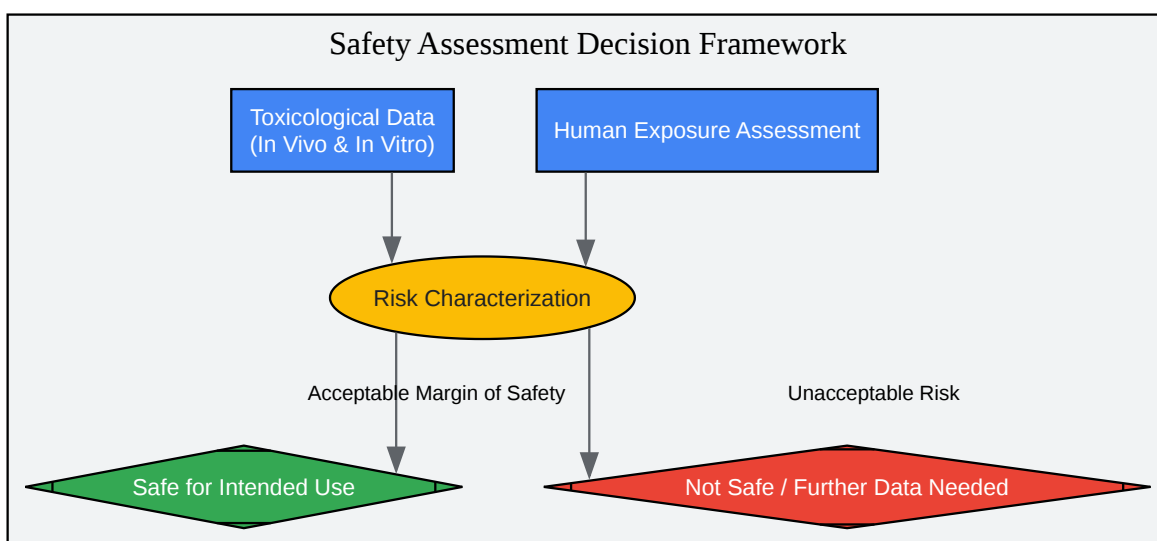 Safety Assessment Decision Framework
Toxicological Data
(In Vivo & In Vitro)
Human Exposure Assessment
Risk Characterization
Acceptable Margin of Safety
Unacceptable Risk
Safe for Intended Use
Not Safe / Further Data Needed